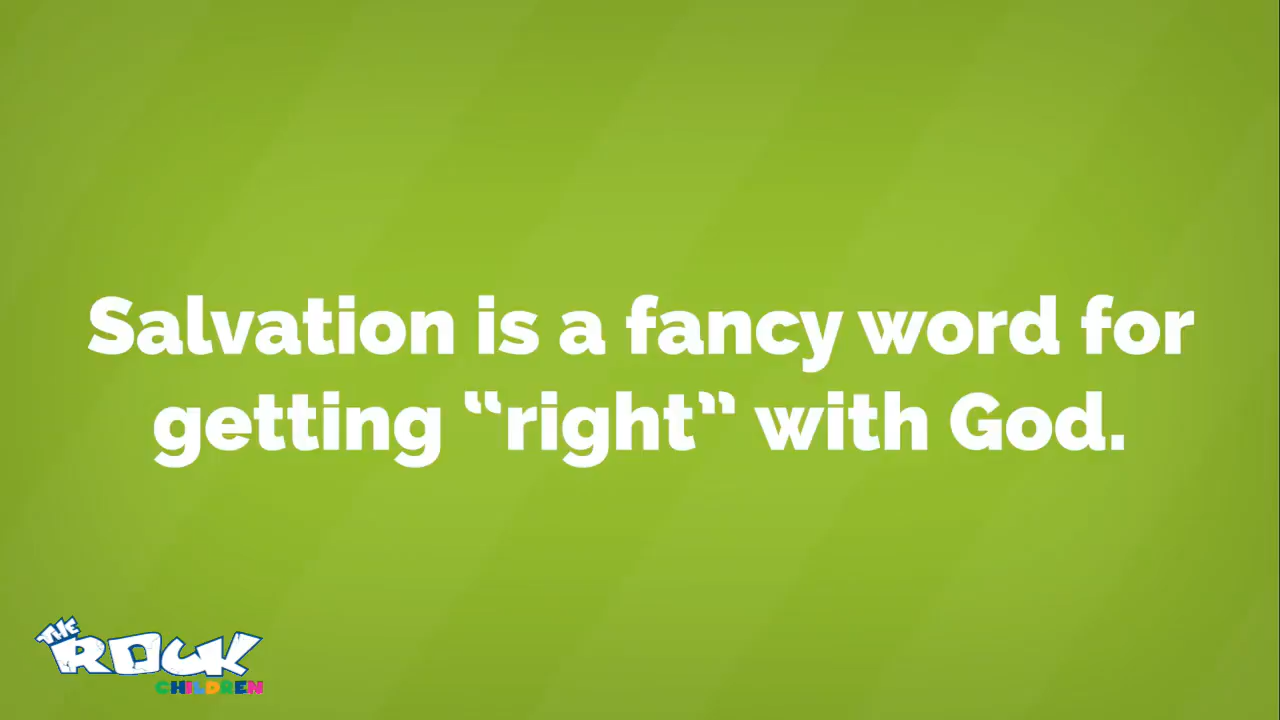 Salvation is a fancy word for
getting “right” with God.
THE
ROCK
CHILDREN